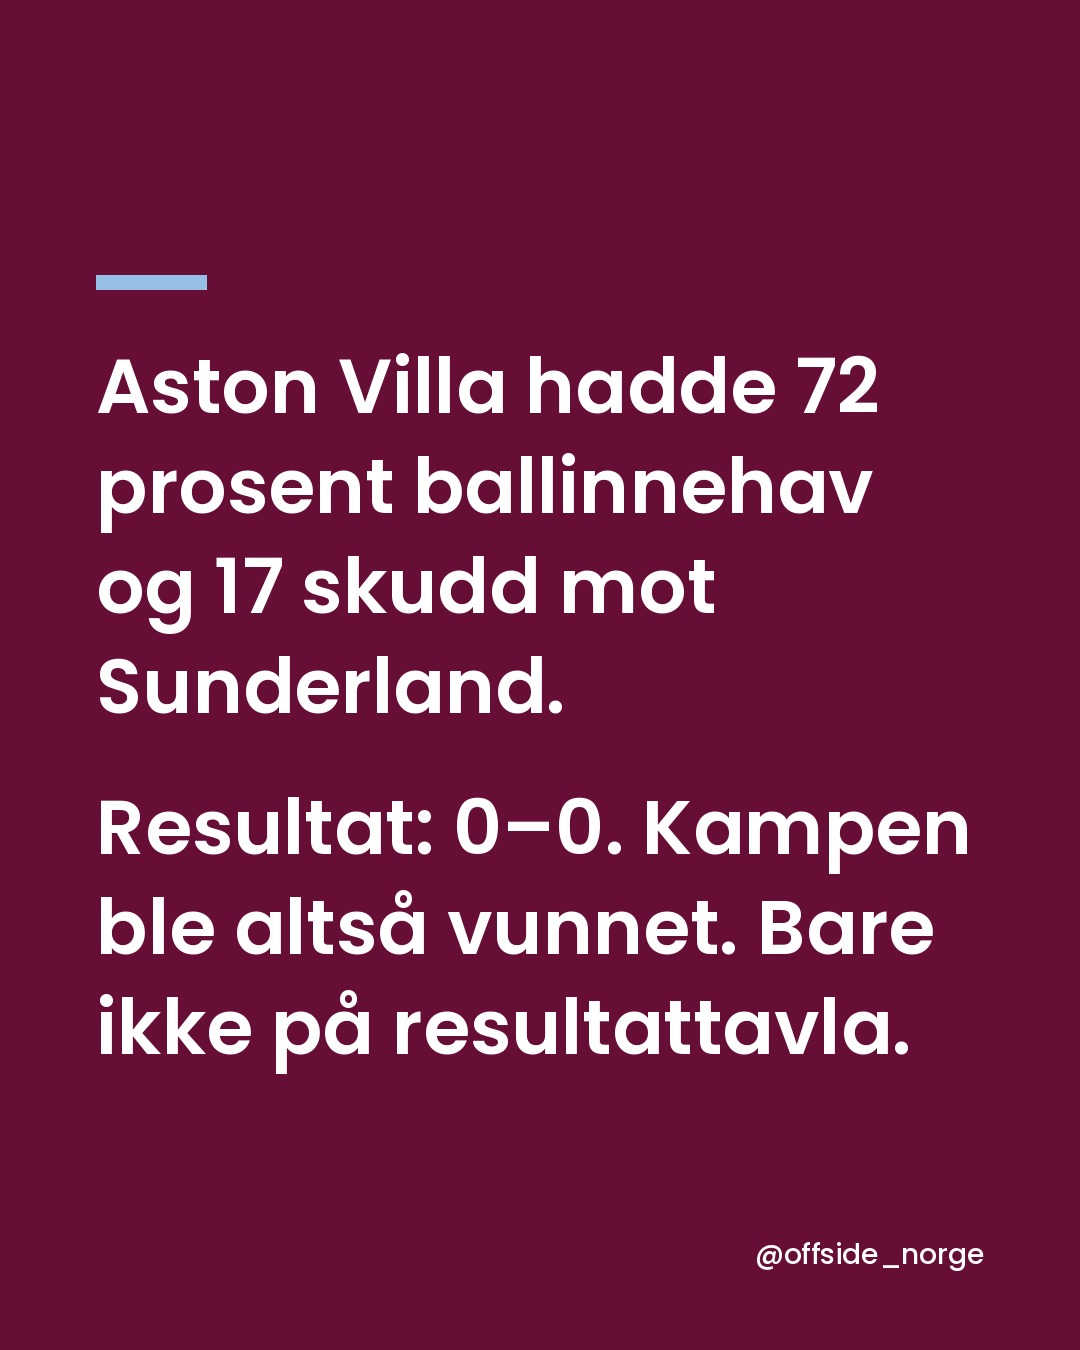 Aston Villa hadde 72
prosent ballinnehav
og 17 skudd mot
Sunderland.
Resultat: 0–0. Kampen
ble altså vunnet. Bare
ikke på resultattavla.
@offside_norge